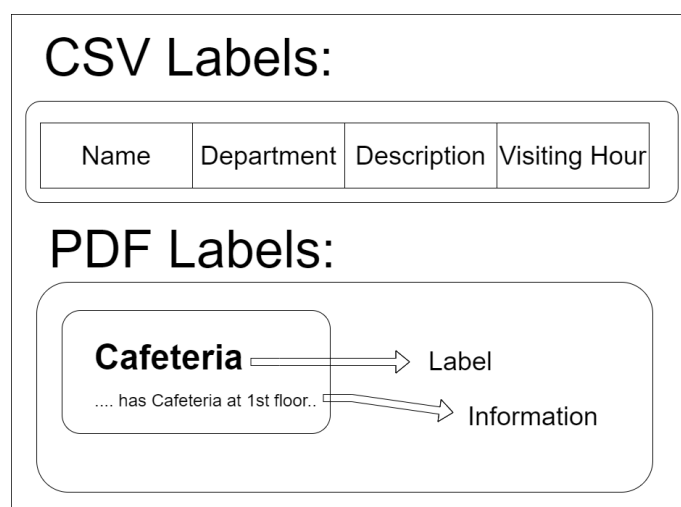 CSV Labels:
Name Department Description Visiting Hour
PDF Labels:
Cafeteria
Label
.... has Cafeteria at 1st floor..
Information